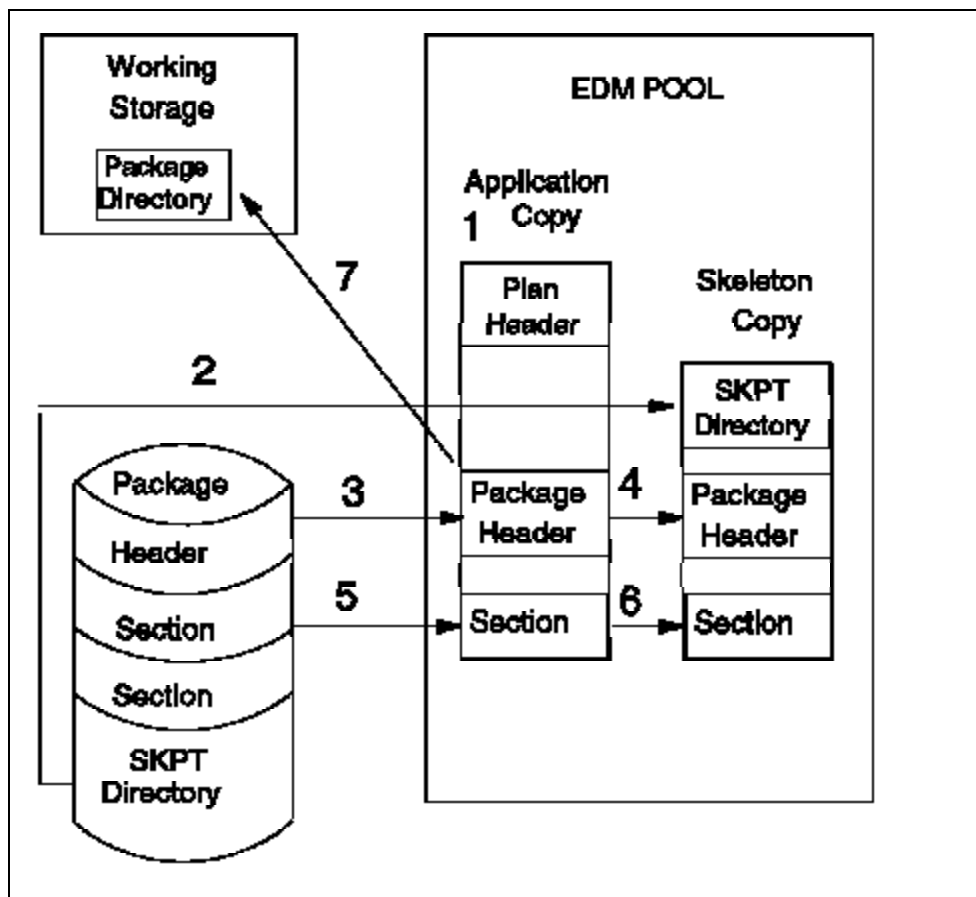 Working
Storage
Package
Directory
EDM POOL
Application
Copy
1
Plan
Header
7
Skeleton
Copy
2
SKPT
Directory
Package
Header
Section
Section
SKPT
Directory
3
Package
Header
4
Package
Header
5
Section
6
Section